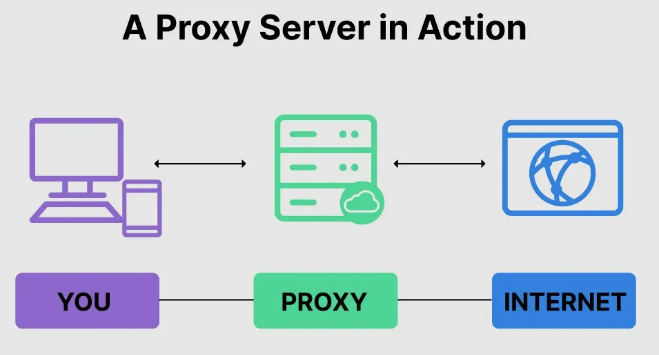 A Proxy Server in Action
YOU
PROXY
INTERNET